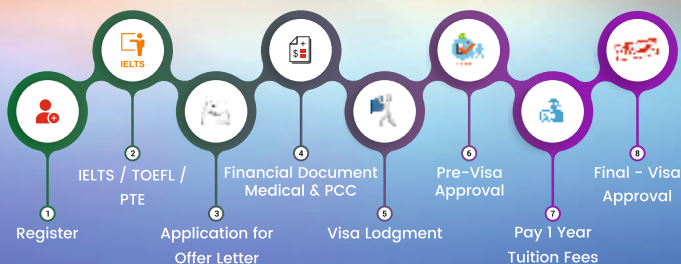 IELTS
1
Register
2
IELTS / TOEFL /
PTE
3
Application for
Offer Letter
4
Financial Document
Medical & PCC
5
Visa Lodgment
6
Pre-Visa
Approval
7
Pay 1 Year
Tuition Fees
8
Final - Visa
Approval